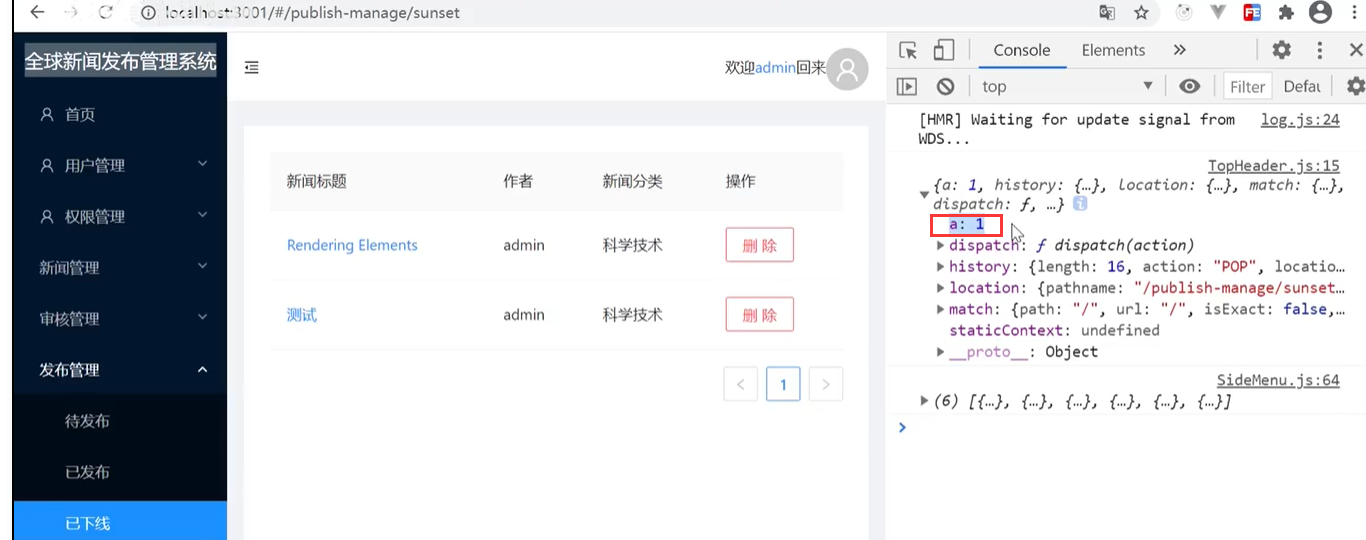 localhost:3001/#/publish-manage/sunset
全球新闻发布管理系统
首页
用户管理
权限管理
新闻管理
审核管理
发布管理
待发布
已发布
已下线
欢迎admin回来
新闻标题 作者 新闻分类 操作
Rendering Elements admin 科学技术 删 除
测试 admin 科学技术 删 除
< 1 >
Console Elements »
top Filter Defau
[HMR] Waiting for update signal from log.js:24
WDS...
TopHeader.js:15
{a: 1, history: {…}, location: {…}, match: {…},
dispatch: ƒ, …} i
a: 1
dispatch: ƒ dispatch(action)
history: {length: 16, action: "POP", locatio…
location: {pathname: "/publish-manage/sunset…
match: {path: "/", url: "/", isExact: false,…
staticContext: undefined
__proto__: Object
SideMenu.js:64
(6) [{…}, {…}, {…}, {…}, {…}, {…}]